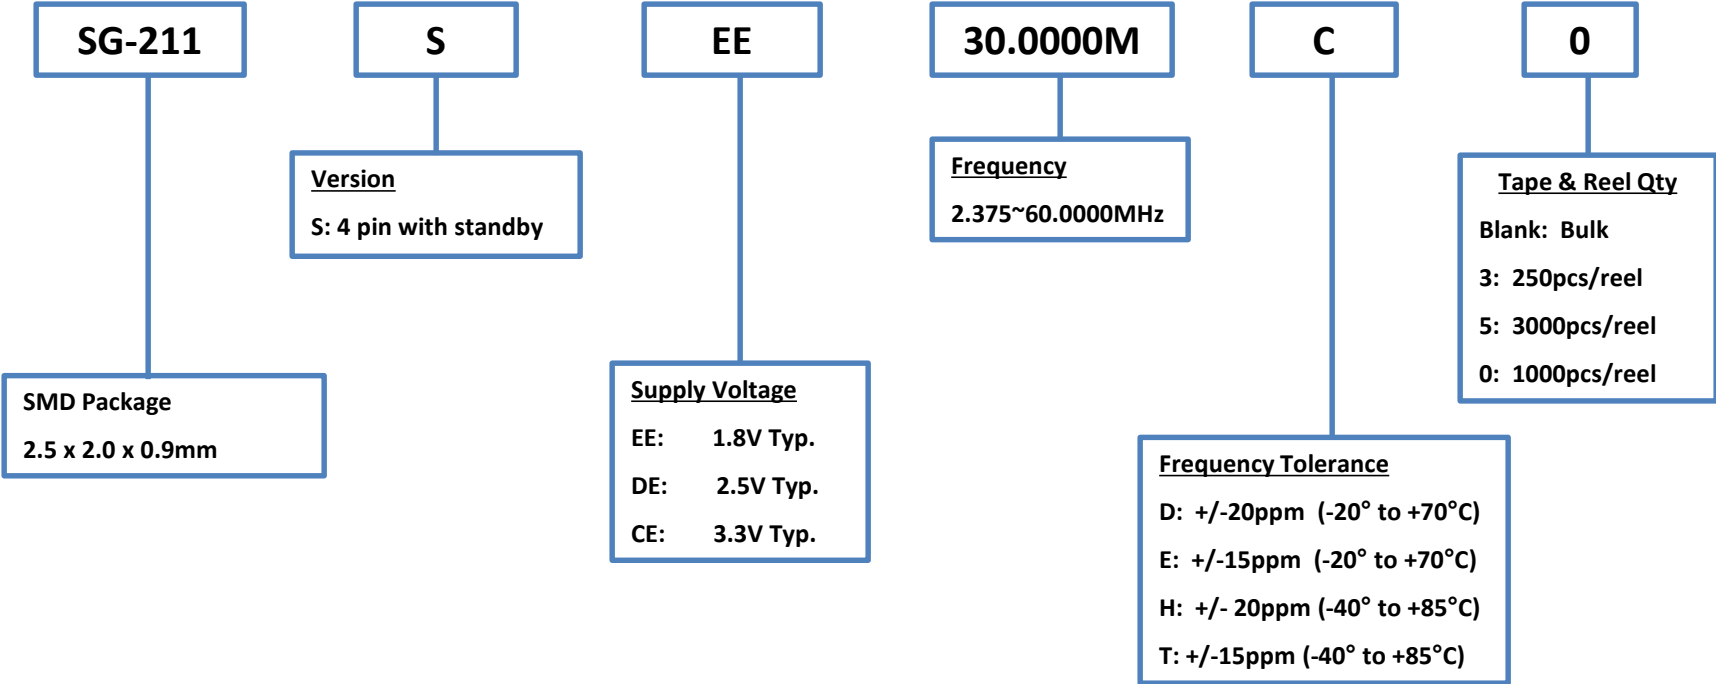 SG-211
S
EE
30.0000M
C
0
Version
S: 4 pin with standby
Frequency
2.375~60.0000MHz
Tape & Reel Qty
Blank: Bulk
3: 250pcs/reel
5: 3000pcs/reel
0: 1000pcs/reel
SMD Package
2.5 x 2.0 x 0.9mm
Supply Voltage
EE: 1.8V Typ.
DE: 2.5V Typ.
CE: 3.3V Typ.
Frequency Tolerance
D: +/-20ppm (-20° to +70°C)
E: +/-15ppm (-20° to +70°C)
H: +/- 20ppm (-40° to +85°C)
T: +/-15ppm (-40° to +85°C)